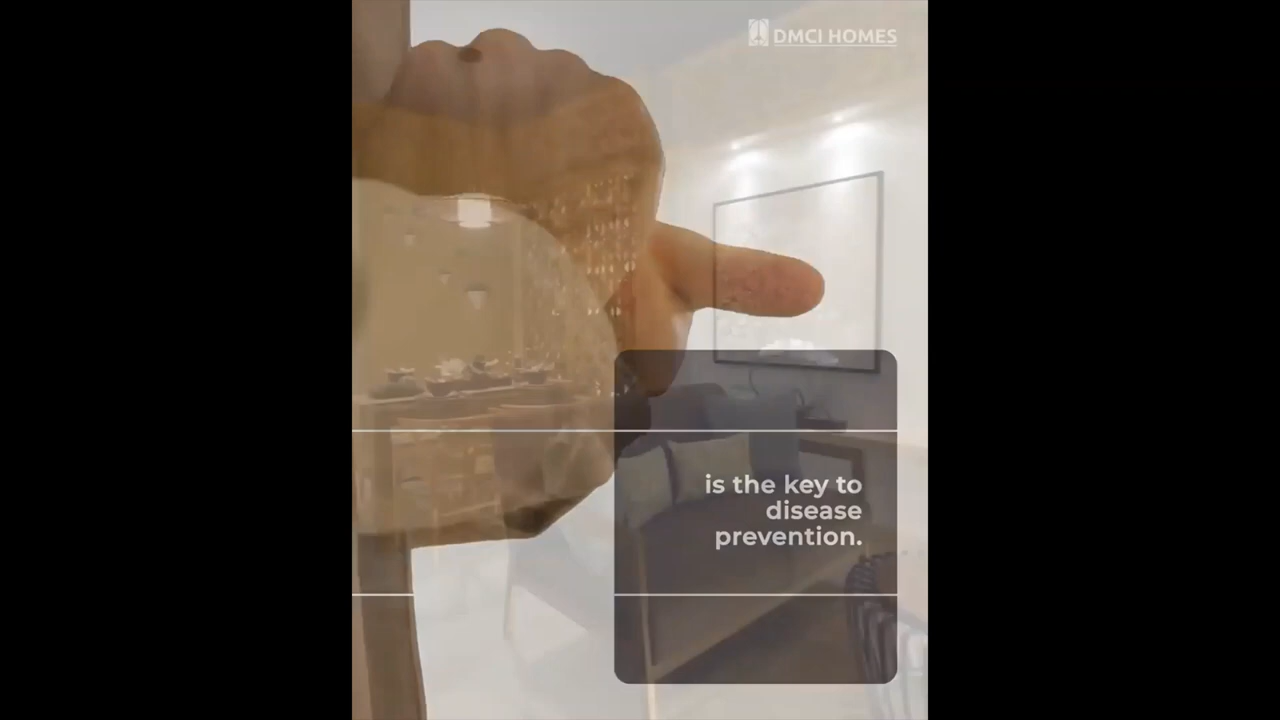 DMCI HOMES
is the key to
disease
prevention.